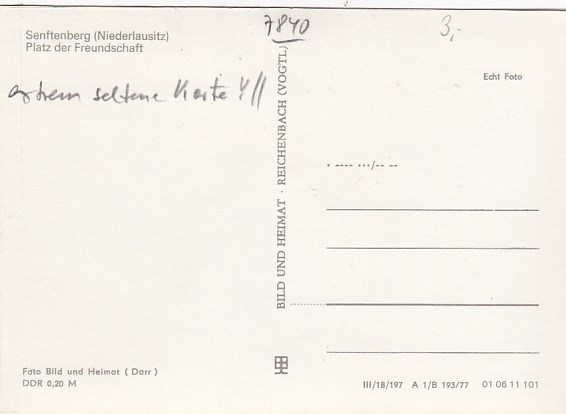 7840
3,-
Senftenberg (Niederlausitz)
Platz der Freundschaft
Echt Foto
extrem seltene Karte !//
BILD UND HEIMAT · REICHENBACH (VOGTL)
Foto Bild und Heimat ( Darr )
DDR 0,20 M
III/18/197 A 1/B 193/77 01 06 11 101